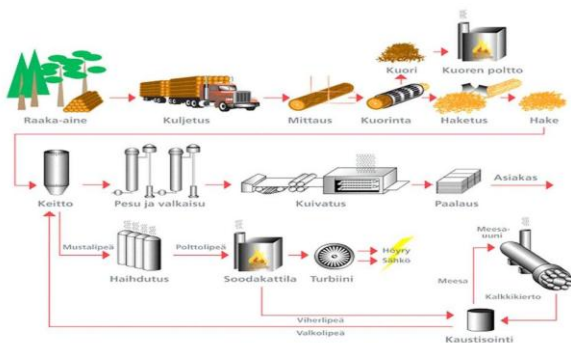 Kuori
Kuoren poltto
Raaka-aine
Kuljetus
Mittaus
Kuorinta
Haketus
Hake
Keitto
Pesu ja valkaisu
Kuivatus
Paalaus
Asiakas
Mustalipeä
Haihdutus
Polttolipeä
Soodakattila
Turbiini
Höyry
Sähkö
Meesa-
uuni
Meesa
Kalkkikierto
Viherlipeä
Valkolipeä
Kaustisointi